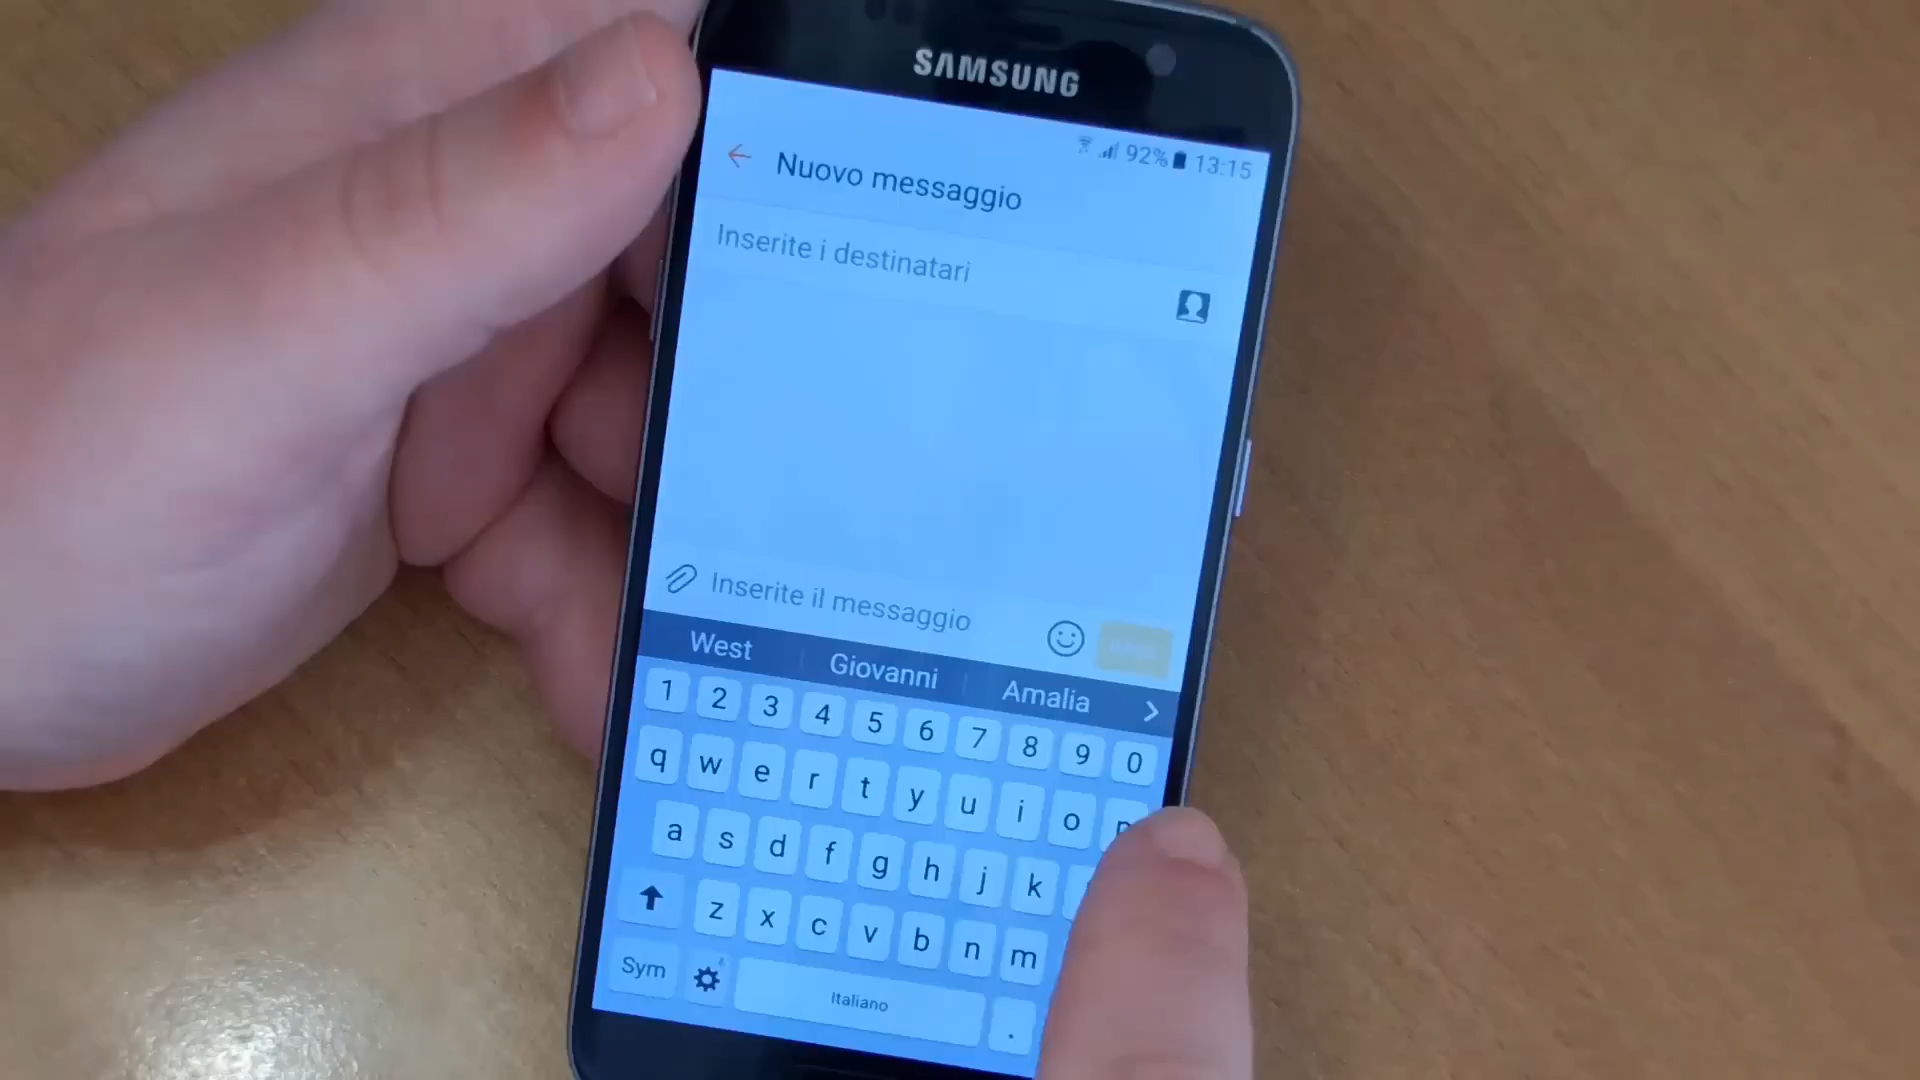 SAMSUNG
92% 13:15
Nuovo messaggio
Inserite i destinatari
Inserite il messaggio
West Giovanni Amalia
1 2 3 4 5 6 7 8 9 0
q w e r t y u i o p
a s d f g h j k
z x c v b n m
Sym Italiano .